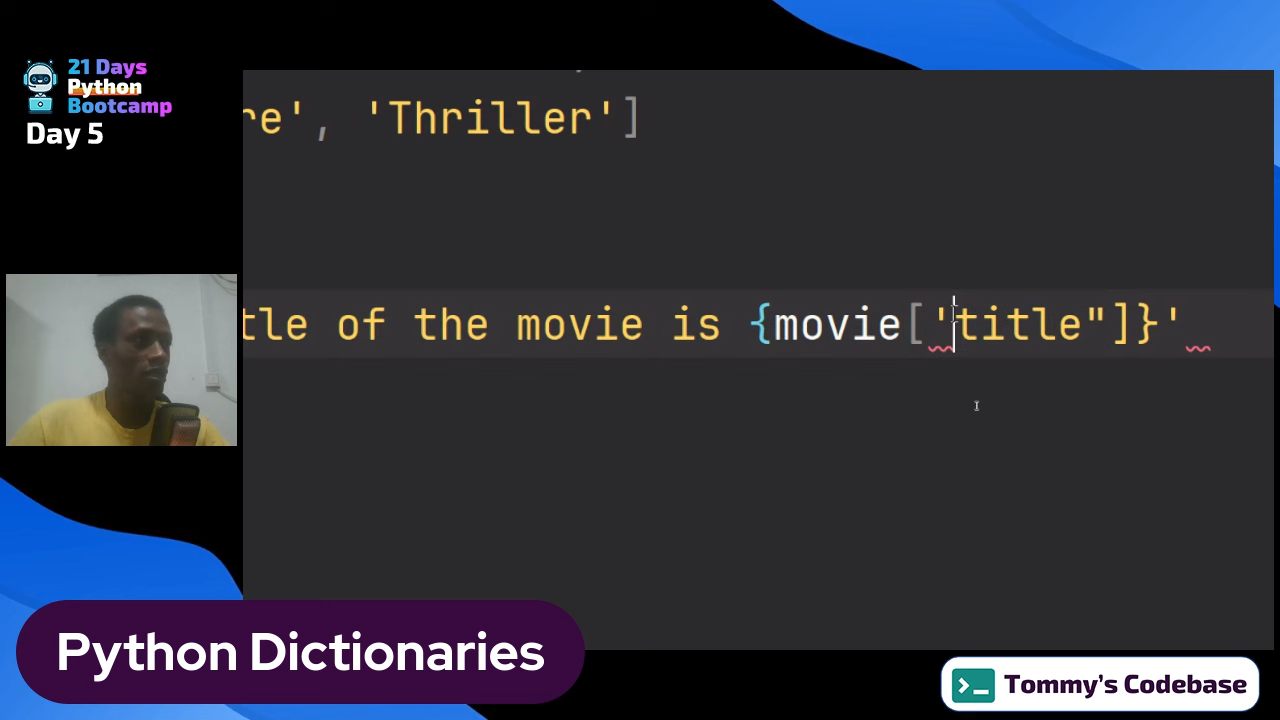 21 Days
Python
Bootcamp
Day 5
re', 'Thriller']
tle of the movie is {movie['title"]}'
Python Dictionaries
Tommy's Codebase